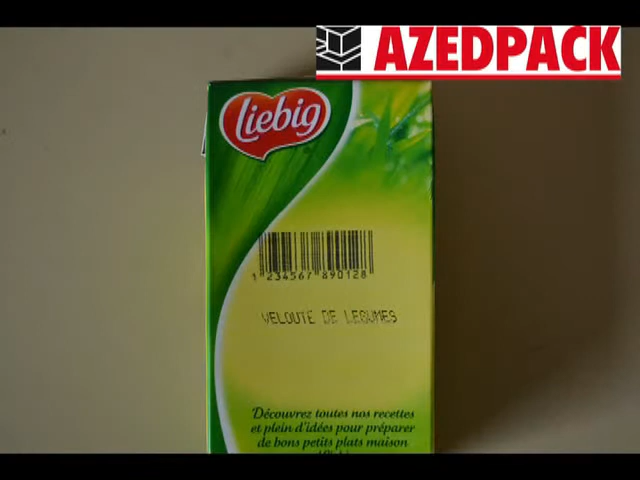 AZEDPACK
Liebig
1 234567 890128
VELOUTE DE LEGUMES
Découvrez toutes nos recettes
et plein d'idées pour préparer
de bons petits plats maison